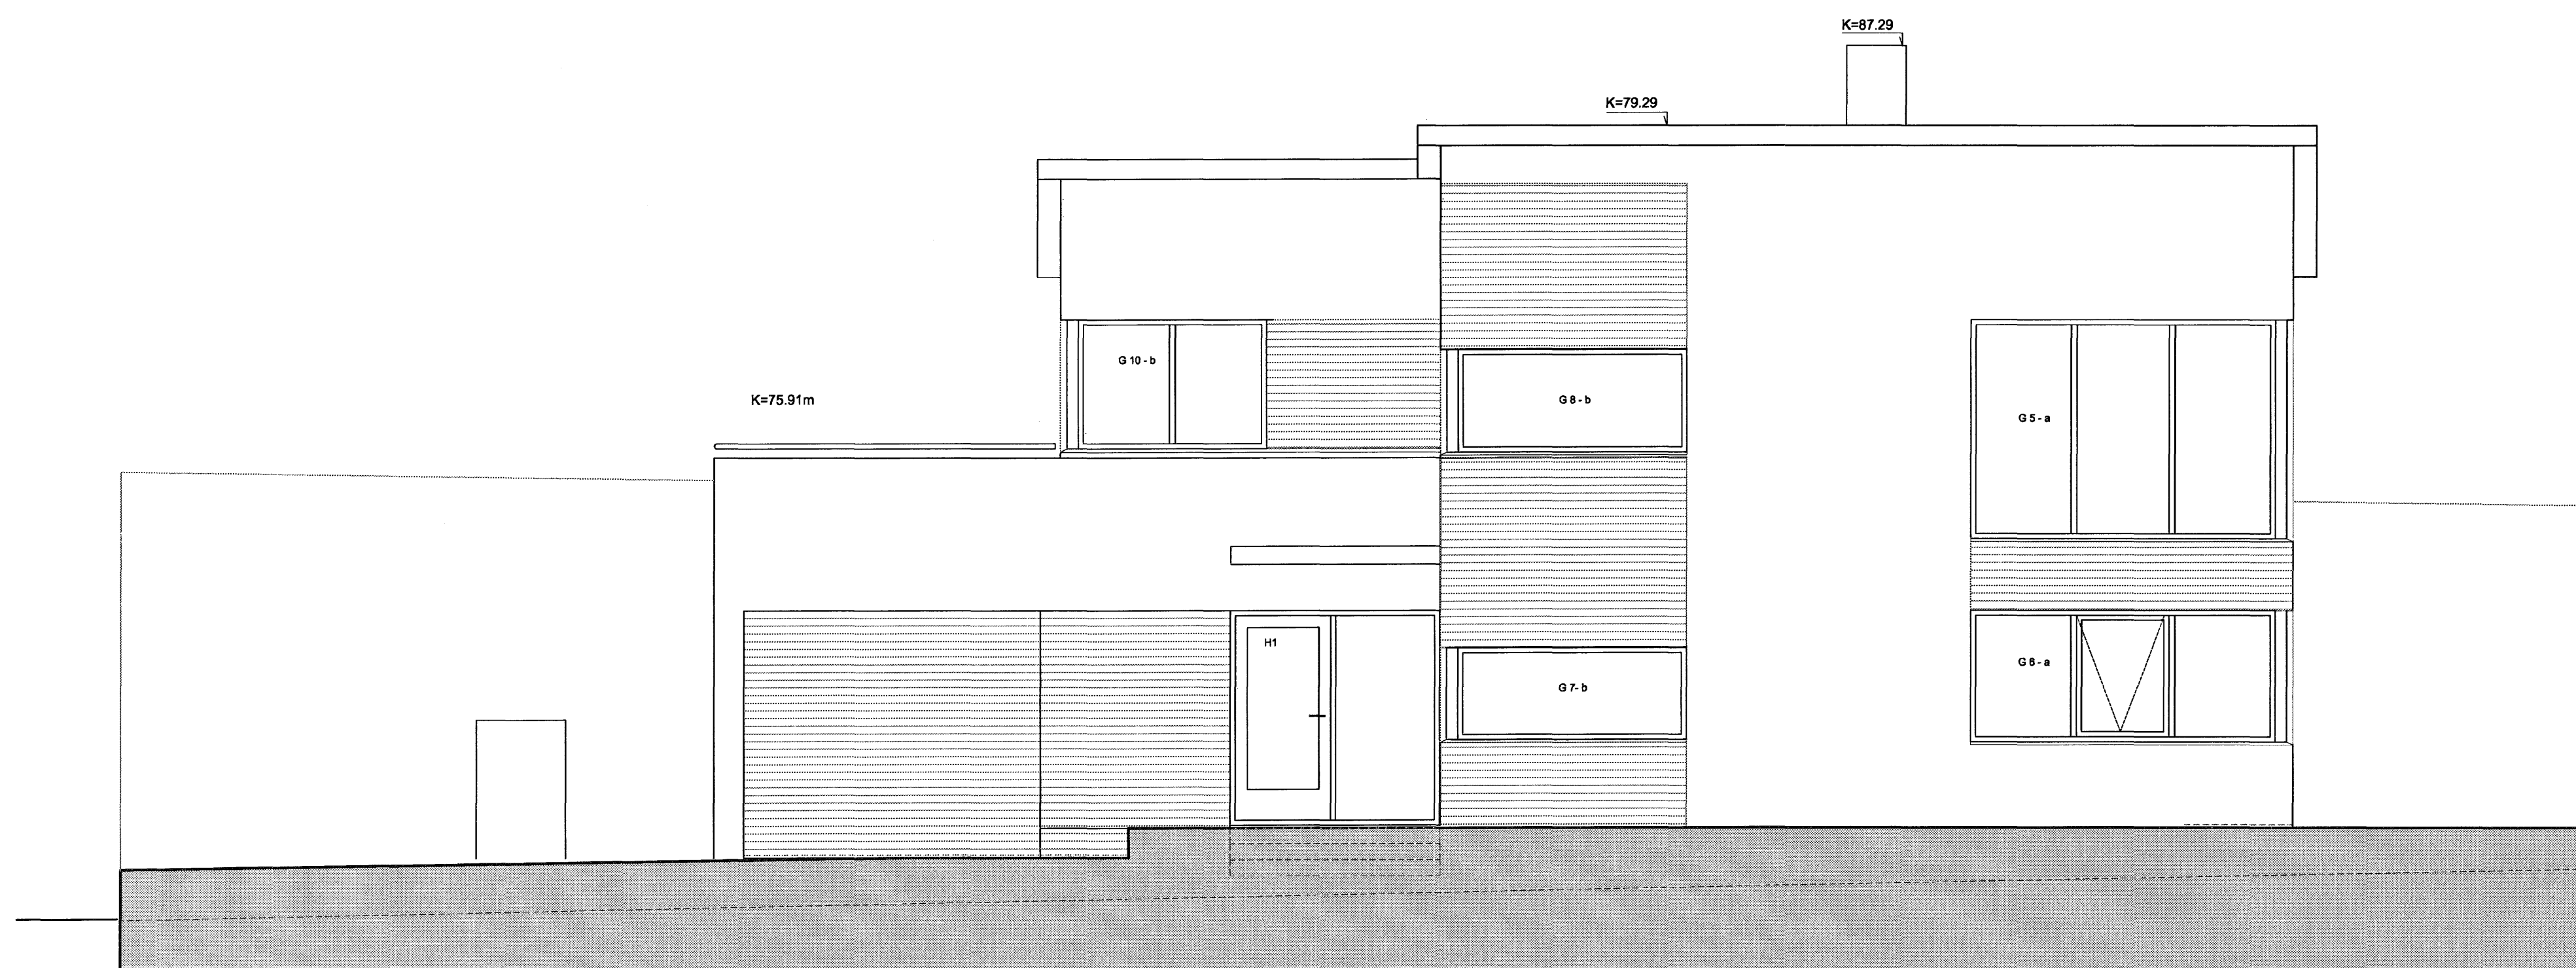 K=87.29
K=79.29
G 10 - b
K=75.91m
G 8 - b
G 5 - a
H1
G 6 - a
G 7- b